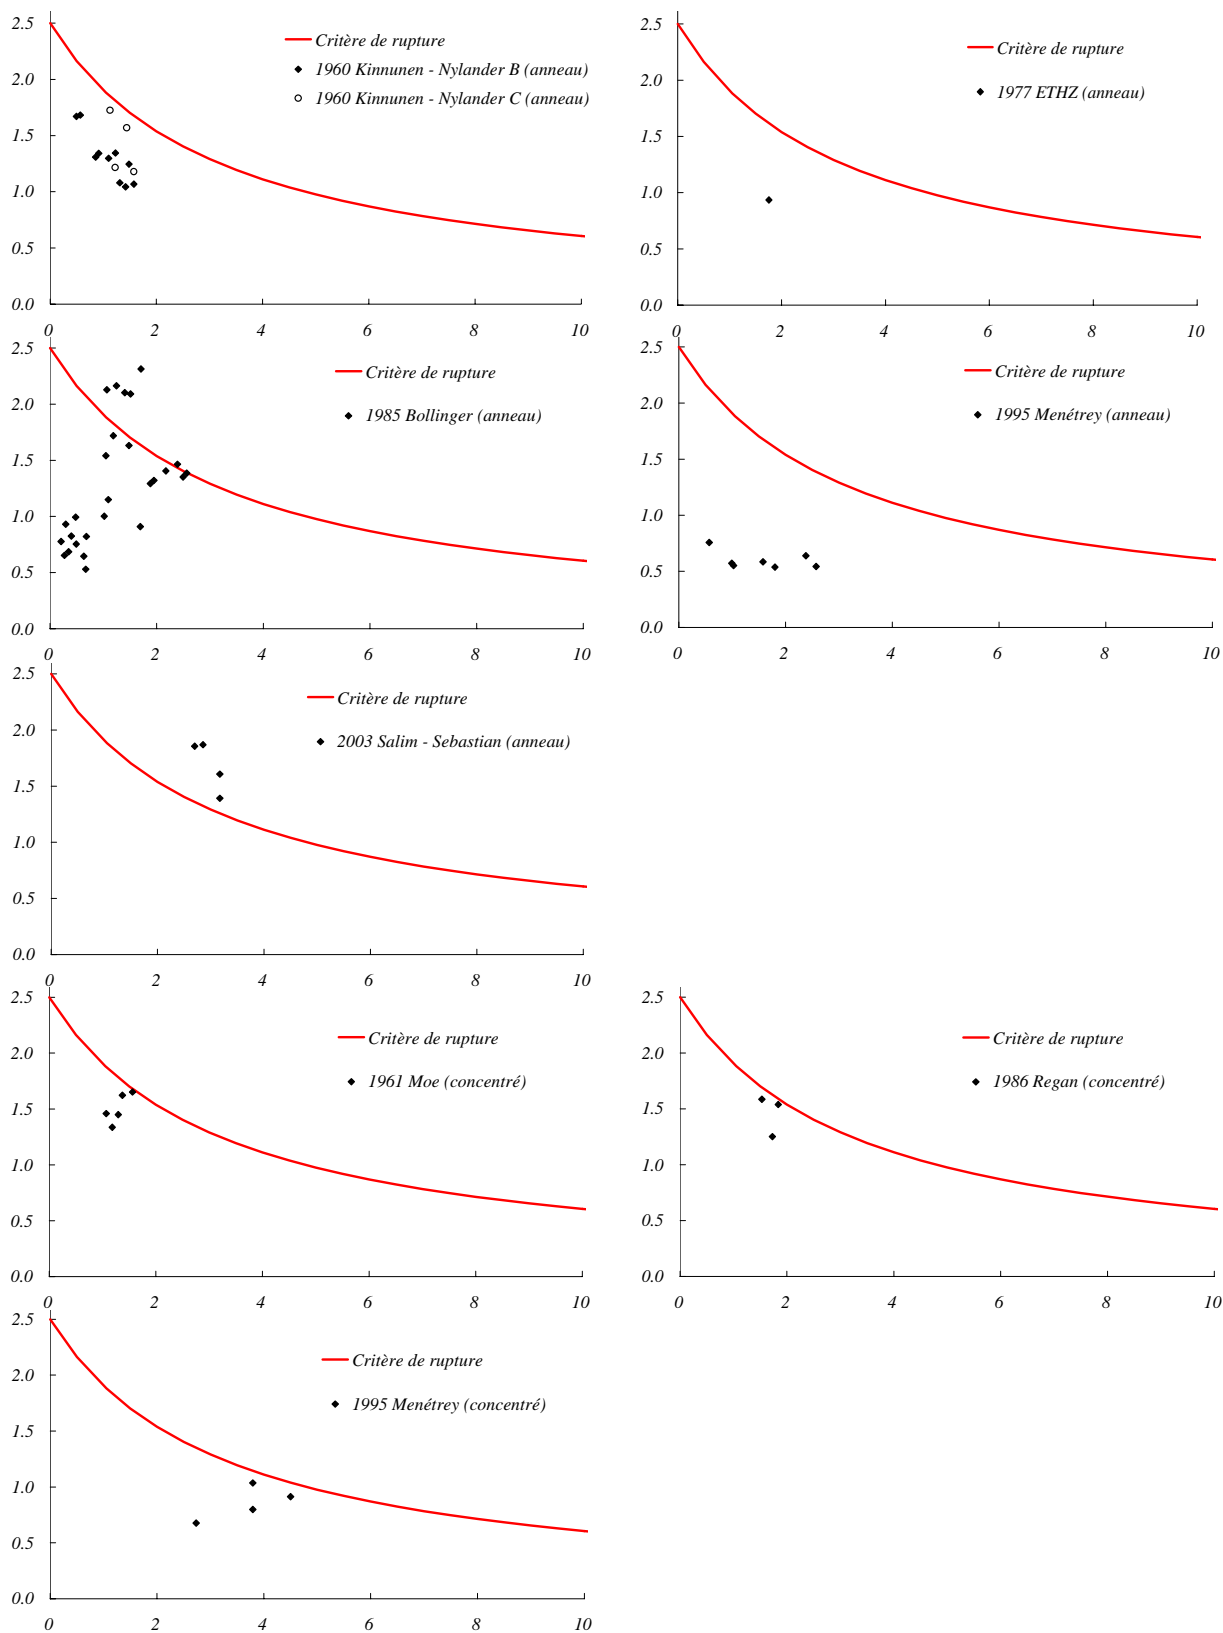 2.5
2.0
1.5
1.0
0.5
0.0
0 2 4 6 8 10
Critère de rupture
1960 Kinnunen - Nylander B (anneau)
1960 Kinnunen - Nylander C (anneau)
2.5
2.0
1.5
1.0
0.5
0.0
0 2 4 6 8 10
Critère de rupture
1977 ETHZ (anneau)
2.5
2.0
1.5
1.0
0.5
0.0
0 2 4 6 8 10
Critère de rupture
1985 Bollinger (anneau)
2.5
2.0
1.5
1.0
0.5
0.0
0 2 4 6 8 10
Critère de rupture
1995 Menétrey (anneau)
2.5
2.0
1.5
1.0
0.5
0.0
0 2 4 6 8 10
Critère de rupture
2003 Salim - Sebastian (anneau)
2.5
2.0
1.5
1.0
0.5
0.0
0 2 4 6 8 10
Critère de rupture
1961 Moe (concentré)
2.5
2.0
1.5
1.0
0.5
0.0
0 2 4 6 8 10
Critère de rupture
1986 Regan (concentré)
2.5
2.0
1.5
1.0
0.5
0.0
0 2 4 6 8 10
Critère de rupture
1995 Menétrey (concentré)